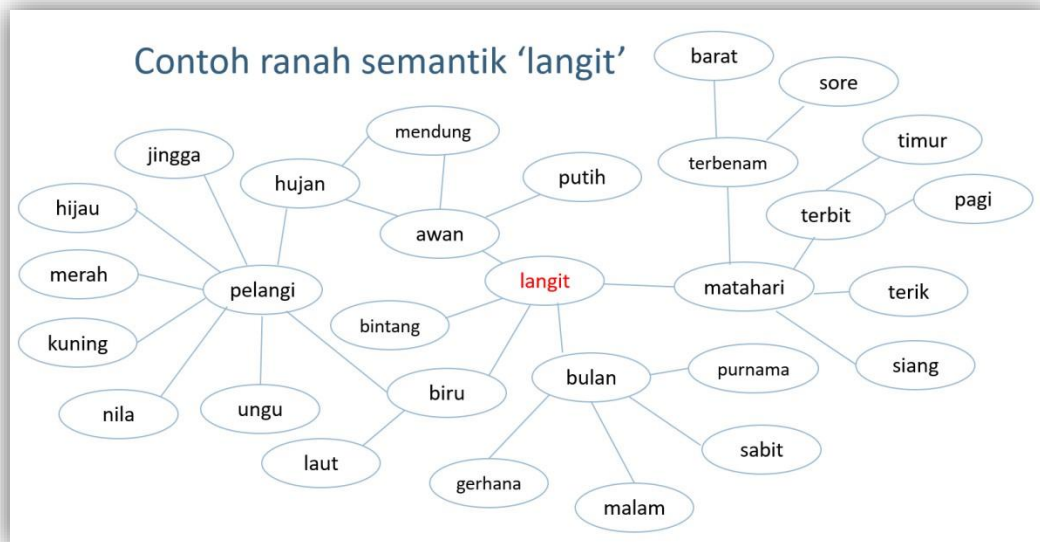 Contoh ranah semantik ‘langit’
barat
sore
mendung
timur
jingga
terbenam
putih
hujan
pagi
hijau
terbit
awan
merah
langit
pelangi
matahari
terik
bintang
kuning
siang
purnama
bulan
biru
ungu
nila
sabit
laut
gerhana
malam